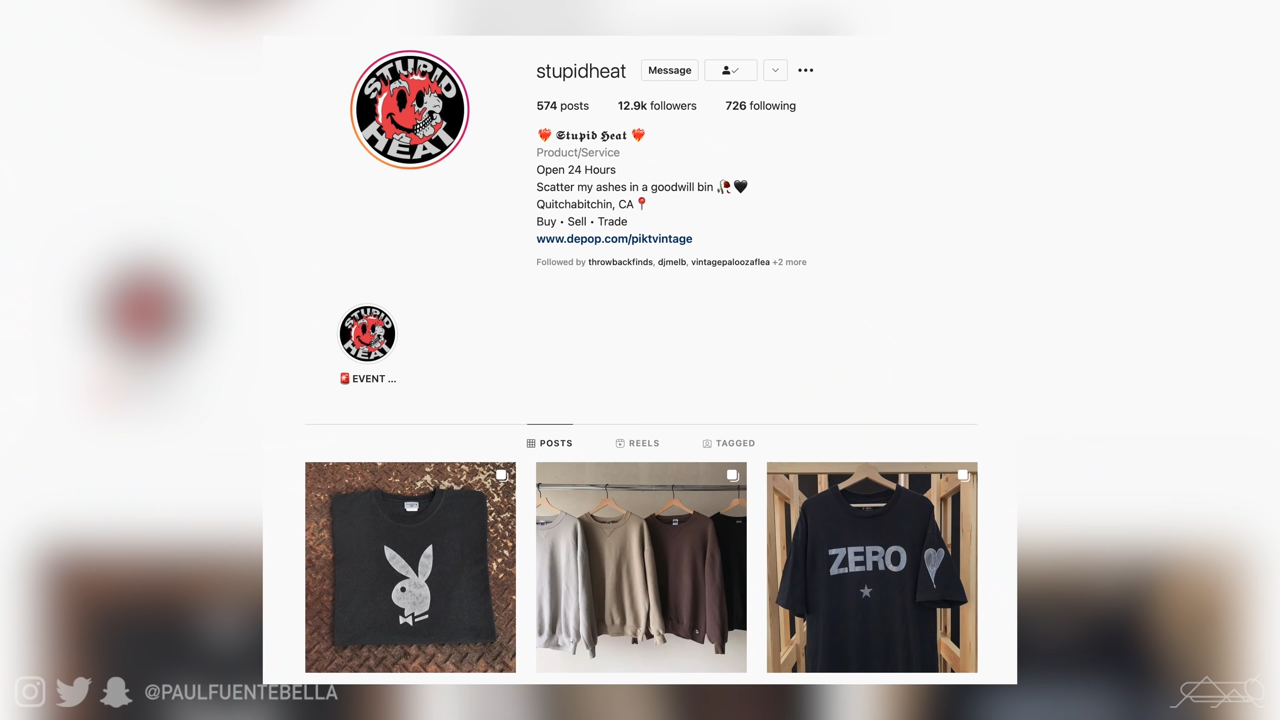 STUPID
HEAT
stupidheat Message
574 posts 12.9k followers 726 following
❤️‍🔥 𝕾𝖙𝖚𝖕𝖎𝖉 𝕳𝖊𝖆𝖙 ❤️‍🔥
Product/Service
Open 24 Hours
Scatter my ashes in a goodwill bin 🥀🖤
Quitchabitchin, CA📍
Buy • Sell • Trade
www.depop.com/piktvintage
Followed by throwbackfinds, djmelb, vintagepaloozaflea +2 more
STUPID
HEAT
🚨 EVENT ...
POSTS REELS TAGGED
ZERO
@PAULFUENTEBELLA